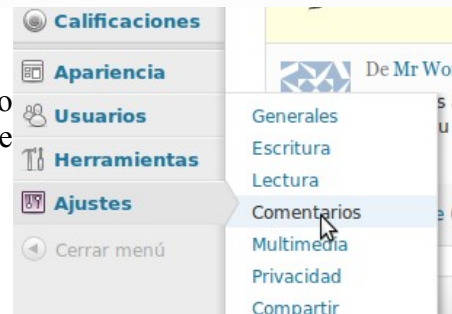 Calificaciones
Apariencia
De Mr Wo
o
Usuarios
s
e
u
Herramientas
Ajustes
Cerrar menú
Generales
Escritura
Lectura
Comentarios
e
Multimedia
Privacidad
Compartir